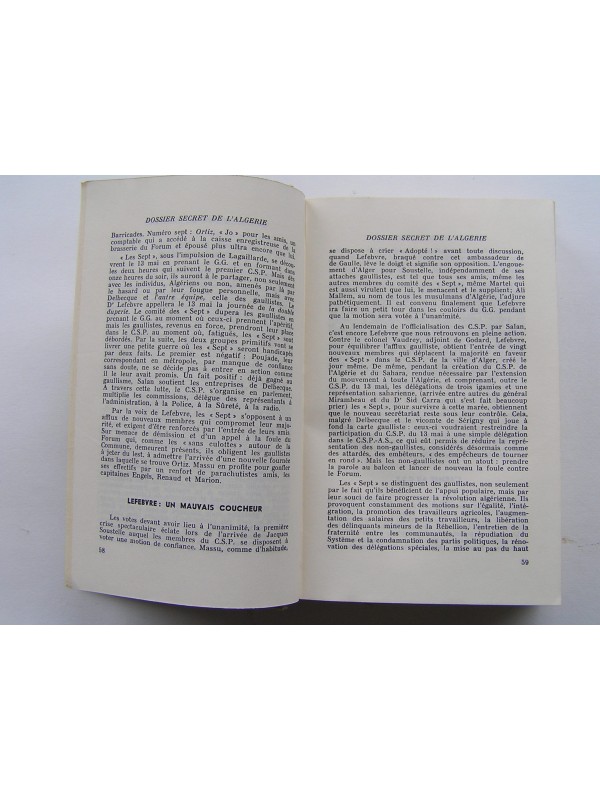 DOSSIER SECRET DE L'ALGERIE
Barricades. Numéro sept : Ortiz, « Jo » pour les amis, un
comptable qui a accédé à la caisse enregistreuse de la
brasserie du Forum et épouse plus ultra encore que lui.
« Les Sept », sous l'impulsion de Lagaillarde, se décou-
vrent le 13 mai en prenant le G.G. et en formant dans
les deux heures qui suivent le premier C.S.P. Mais dès
onze heures du soir, ils auront à le partager, non seulement
avec les individus, Algériens ou non, amenés là par
le hasard ou par leur fougue personnelle, mais avec
Delbecque et l'autre équipe, celle des gaullistes. Le
Dr Lefebvre appellera le 13 mai la journée de la double
duperie. Le comité des « Sept » dupera les gaullistes en
prenant le G.G. au moment où ceux-ci prennent l'apéritif,
mais les gaullistes, revenus en force, prendront leur place
dans le C.S.P. au moment où, fatigués, les « Sept » sont
débordés. Par la suite, les deux groupes primitifs vont se
livrer une petite guerre où les « Sept » seront handicapés
par deux faits. Le premier est négatif : Poujade, leur
correspondant en métropole, par manque de confiance
sans doute, ne se décide pas à entrer en action comme
il le leur avait promis. Un fait positif : déjà gagné au
gaullisme, Salan soutient les entreprises de Delbecque.
A travers cette lutte, le C.S.P. s'organise en parlement,
multiplie les commissions, délègue des responsables à
l'administration, à la Police, à la Sûreté, à la radio.
Par la voix de Lefebvre, les « Sept » s'opposent à un
afflux de nouveaux membres qui compromet leur majo-
rité, et exigent d'être renforcés par l'entrée de leurs amis
Sur menace de démission et d'un appel à la foule du
Forum qui, comme les « sans culottes » autour de la
Commune, demeurent présents, ils obligent les gaullistes
à jeter du lest, à admettre l'arrivée d'une nouvelle fournée
dans laquelle se trouve Ortiz. Massu en profite pour gonfler
ses effectifs par un renfort de parachutistes amis, les
capitaines Engels, Renaud et Marion.
LEFEBVRE : UN MAUVAIS COUCHEUR
Les votes devant avoir lieu à l'unanimité, la première
crise spectaculaire éclate lors de l'arrivée de Jacques
Soustelle auquel les membres du C.S.P. se disposent à
voter une motion de confiance. Massu, comme d'habitude,
58
DOSSIER SECRET DE L'ALGERIE
se dispose à crier « Adopté ! » avant toute discussion,
quand Lefebvre, braqué contre cet ambassadeur de
de Gaulle, lève le doigt et signifie son opposition. L'engoue-
ment d'Alger pour Soustelle, indépendamment de ses
attaches gaullistes, est tel que tous ses amis, même les
autres membres du comité des « Sept », même Martel qui
est aussi virulent que lui, le menacent et le supplient; Ali
Mallem, au nom de tous les musulmans d'Algérie, l'adjure
pathétiquement. Il est convenu finalement que Lefebvre
ira faire un petit tour dans les couloirs du G.G. pendant
que la motion sera votée à l'unanimité.
Au lendemain de l'officialisation des C.S.P. par Salan,
c'est encore Lefebvre que nous retrouvons en pleine action.
Contre le colonel Vaudrey, adjoint de Godard, Lefebvre,
pour équilibrer l'afflux gaulliste, obtient l'entrée de vingt
nouveaux membres qui déplacent la majorité en faveur
des « Sept » dans le C.S.P. de la ville d'Alger, créé le
13 mai. De même, pendant la création du C.S.P. de
l'Algérie et du Sahara, rendue nécessaire par l'extension
du mouvement à toute l'Algérie, et comprenant, outre le
C.S.P. du 13 mai, les délégations de trois igamies et une
représentation saharienne, (arrivée entre autres du général
Mirambeau et du Dr Sid Carra qui s'est fait beaucoup
prier) les « Sept », pour survivre à cette marée, obtiennent
que le nouveau secrétariat reste sous leur contrôle. Cela,
malgré Delbecque et le vicomte de Sérigny qui joue à
fond la carte gaulliste : ceux-ci voudraient restreindre la
participation du C.S.P. du 13 mai à une simple délégation
dans le C.S.P.-A.S., ce qui eût permis de réduire la repré-
sentation des non-gaullistes, considérés désormais comme
des attardés, des embêteurs, « des empêcheurs de tourner
en rond ». Mais les non-gaullistes ont un atout : prendre
la parole au balcon et lancer de nouveau la foule contre
le Forum.
Les « Sept » se distinguent des gaullistes, non seulement
par le fait qu'ils bénéficient de l'appui populaire, mais par
leur souci de faire progresser la révolution algérienne. Ils
provoquent constamment des motions sur l'égalité, l'inté-
gration, la promotion des travailleurs agricoles, l'augmen-
tation des salaires des petits travailleurs, la libération
des délinquants mineurs de la Rébellion, l'entretien de la
fraternité entre les communautés, la répudiation du
Système et la condamnation des partis politiques, la réno-
vation des délégations spéciales, la mise au pas du haut
59